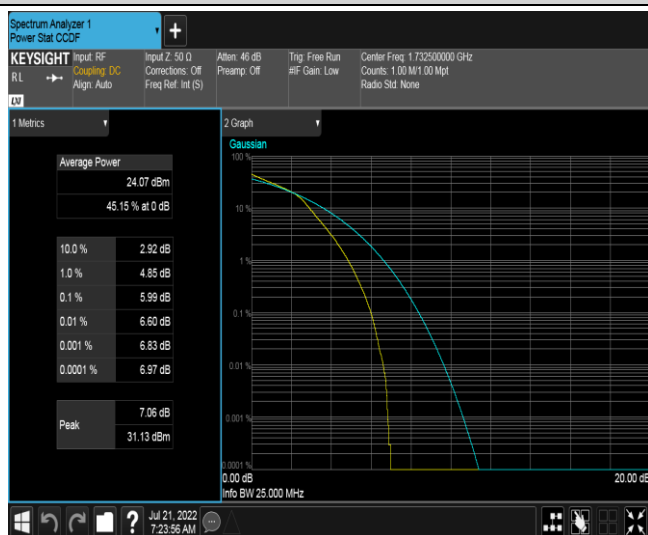 Spectrum Analyzer 1
Power Stat CCDF
+
KEYSIGHT
RL
LXI
Input: RF
Coupling: DC
Align: Auto
Input Z: 50 Ω
Corrections: Off
Freq Ref: Int (S)
Atten: 46 dB
Preamp: Off
Trig: Free Run
#IF Gain: Low
Center Freq: 1.732500000 GHz
Counts: 1.00 M/1.00 Mpt
Radio Std: None
1 Metrics
Average Power
24.07 dBm
45.15 % at 0 dB
10.0 % 2.92 dB
1.0 % 4.85 dB
0.1 % 5.99 dB
0.01 % 6.60 dB
0.001 % 6.83 dB
0.0001 % 6.97 dB
Peak
7.06 dB
31.13 dBm
2 Graph
Gaussian
100 %
10 %
1 %
0.1 %
0.01 %
0.001 %
0.0001 %
0.00 dB
20.00 dB
Info BW 25.000 MHz
?
Jul 21, 2022
7:23:56 AM